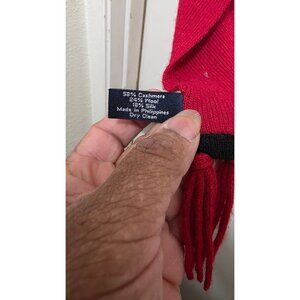 58% Cashmere
24% Wool
18% Silk
Made in Philippines
Dry Clean